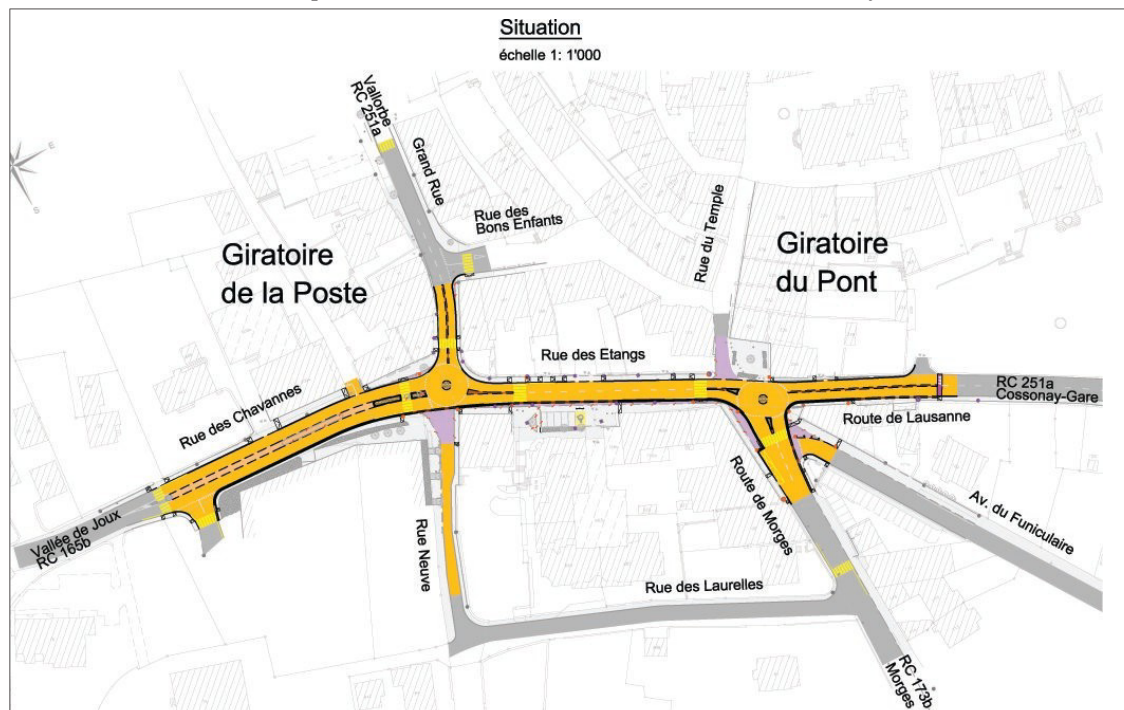 Situation
échelle 1: 1'000
Vallorbe
RC 251a
Grand Rue
Rue des
Bons Enfants
Giratoire
de la Poste
Rue du Temple
Giratoire
du Pont
Rue des Etangs
Rue des Chavannes
RC 251a
Cossonay-Gare
Route de Lausanne
Vallée de Joux
RC 165b
Rue Neuve
Route de Morges
Av. du Funiculaire
Rue des Laurelles
RC 173b
Morges
E
S